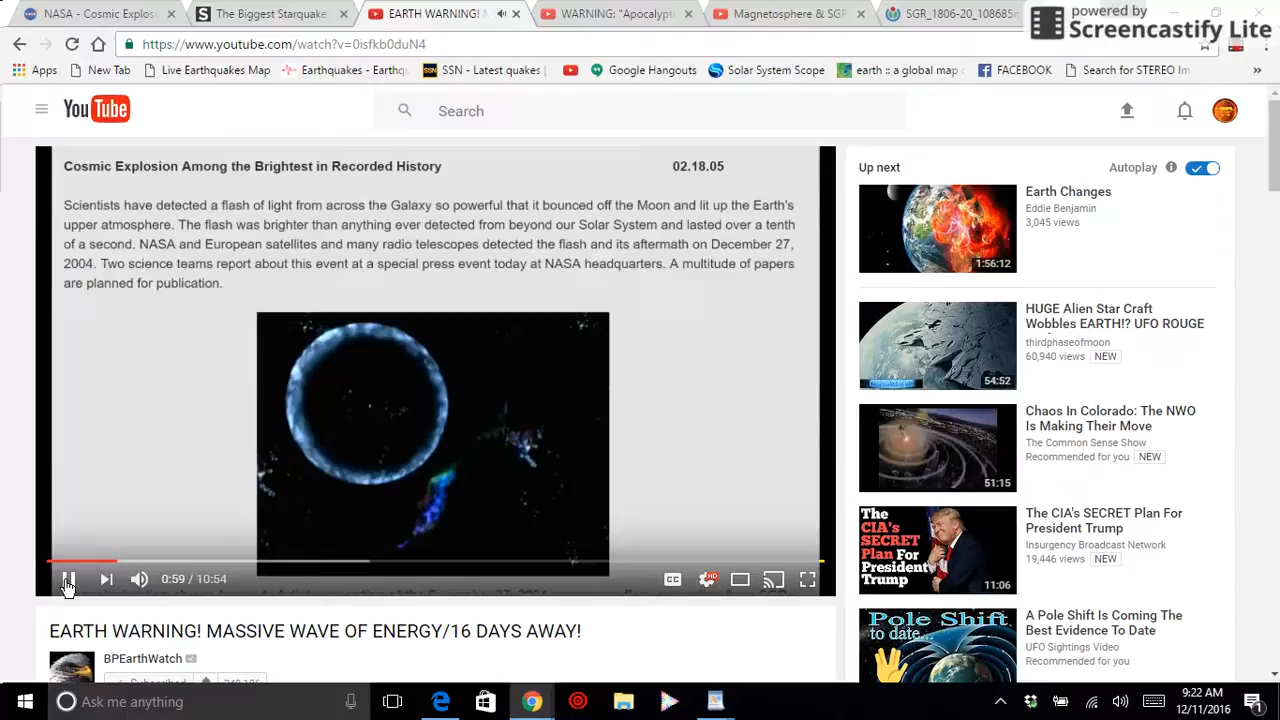 NASA - Cosmic Explos
The Biggest Starquake
EARTH WARNING! M
WARNING: "Apocalypt
Magnetosphere & SGR
SGR_1806-20_108685m
powered by
Screencastify Lite
https://www.youtube.com/watch?v=0isfkb0duN4
Apps
New Tab
Live Earthquakes Map
Earthquakes - Earthqu
SSN - Latest quakes
Google Hangouts
Solar System Scope
earth :: a global map
FACEBOOK
Search for STEREO Im
YouTube
Search
Cosmic Explosion Among the Brightest in Recorded History 02.18.05
Scientists have detected a flash of light from across the Galaxy so powerful that it bounced off the Moon and lit up the Earth's
upper atmosphere. The flash was brighter than anything ever detected from beyond our Solar System and lasted over a tenth
of a second. NASA and European satellites and many radio telescopes detected the flash and its aftermath on December 27,
2004. Two science teams report about this event at a special press event today at NASA headquarters. A multitude of papers
are planned for publication.
0:59 / 10:54
CC
HD
EARTH WARNING! MASSIVE WAVE OF ENERGY/16 DAYS AWAY!
BPEarthWatch
Subscribed
Up next
Autoplay
Earth Changes
Eddie Benjamin
3,045 views
1:56:12
HUGE Alien Star Craft
Wobbles EARTH!? UFO ROUGE
thirdphaseofmoon
60,940 views NEW
54:52
Chaos In Colorado: The NWO
Is Making Their Move
The Common Sense Show
Recommended for you NEW
51:15
The CIA's SECRET Plan For
President Trump
Insurgency Broadcast Network
19,446 views NEW
The
CIA's
SECRET
Plan For
President
Trump
11:06
A Pole Shift Is Coming The
Best Evidence To Date
UFO Sightings Video
Recommended for you
Pole Shift
to date..
Ask me anything
9:22 AM
12/11/2016